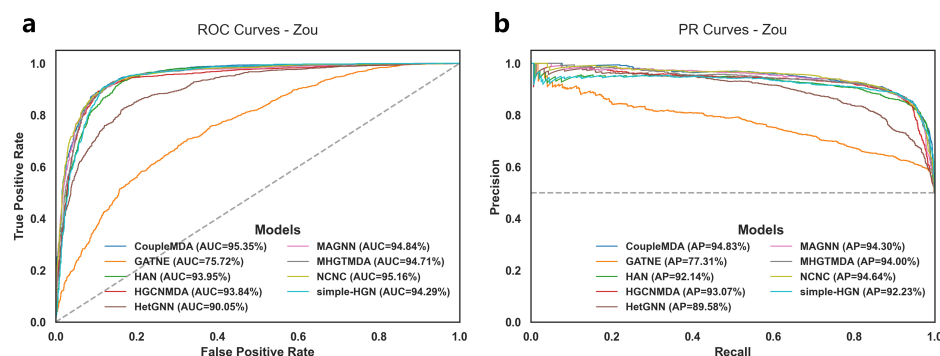 a
ROC Curves - Zou
True Positive Rate
1.0
0.8
0.6
0.4
0.2
0.0
Models
CoupleMDA (AUC=95.35%)
GATNE (AUC=75.72%)
HAN (AUC=93.95%)
HGCNMDA (AUC=93.84%)
HetGNN (AUC=90.05%)
MAGNN (AUC=94.84%)
MHGTMDA (AUC=94.71%)
NCNC (AUC=95.16%)
simple-HGN (AUC=94.29%)
0.0 0.2 0.4 0.6 0.8 1.0
False Positive Rate
b
PR Curves - Zou
Precision
1.0
0.8
0.6
0.4
0.2
0.0
Models
CoupleMDA (AP=94.83%)
GATNE (AP=77.31%)
HAN (AP=92.14%)
HGCNMDA (AP=93.07%)
HetGNN (AP=89.58%)
MAGNN (AP=94.30%)
MHGTMDA (AP=94.00%)
NCNC (AP=94.64%)
simple-HGN (AP=92.23%)
0.0 0.2 0.4 0.6 0.8 1.0
Recall